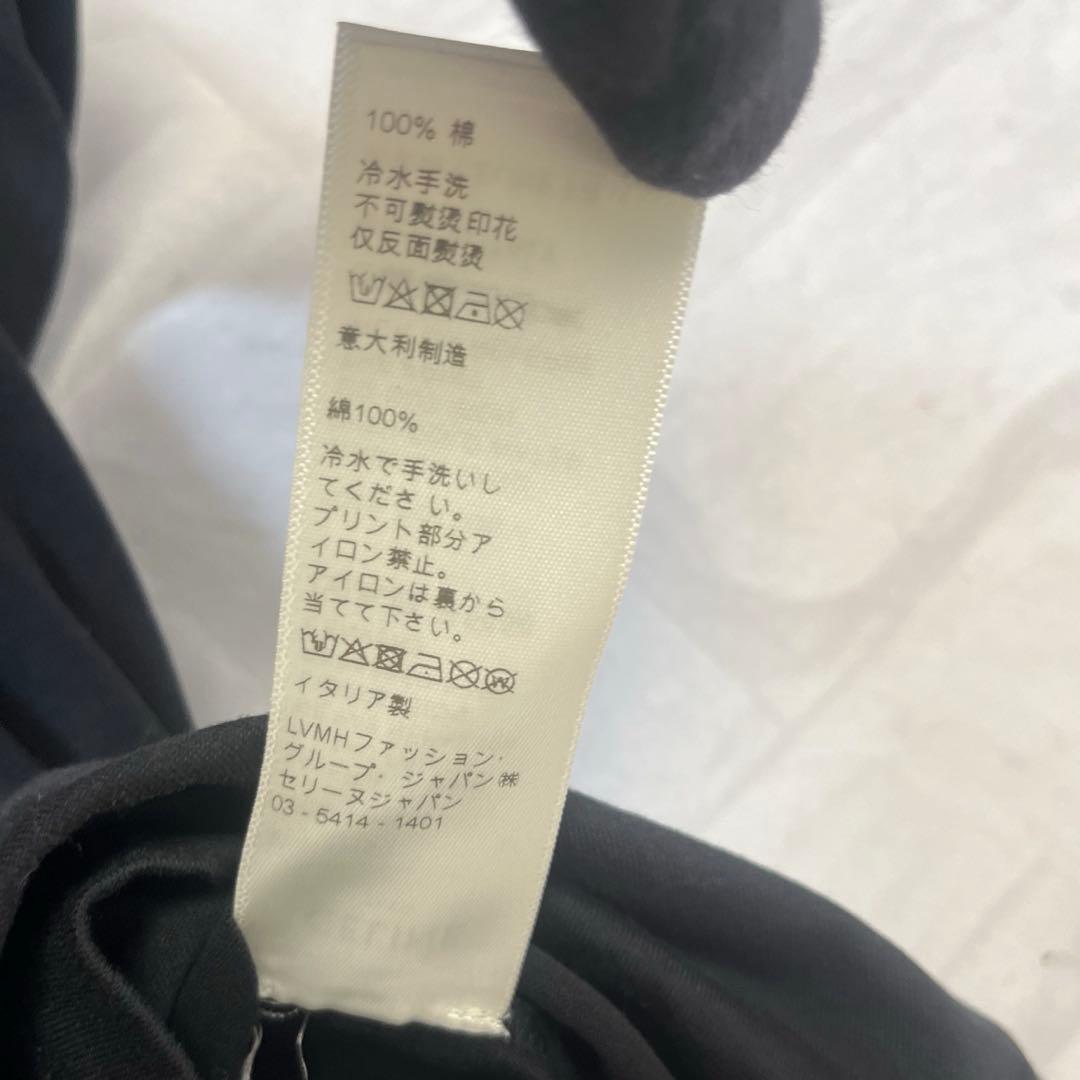 100% 棉
冷水手洗
不可熨烫印花
仅反面熨烫
意大利制造
綿100%
冷水で手洗いし
てくださ い。
プリント部分ア
イロン禁止。
アイロンは裏から
当てて下さい。
W
イタリア製
LVMHファッション·
グループ· ジャパン㈱
セリーヌジャパン
03 - 5414 - 1401